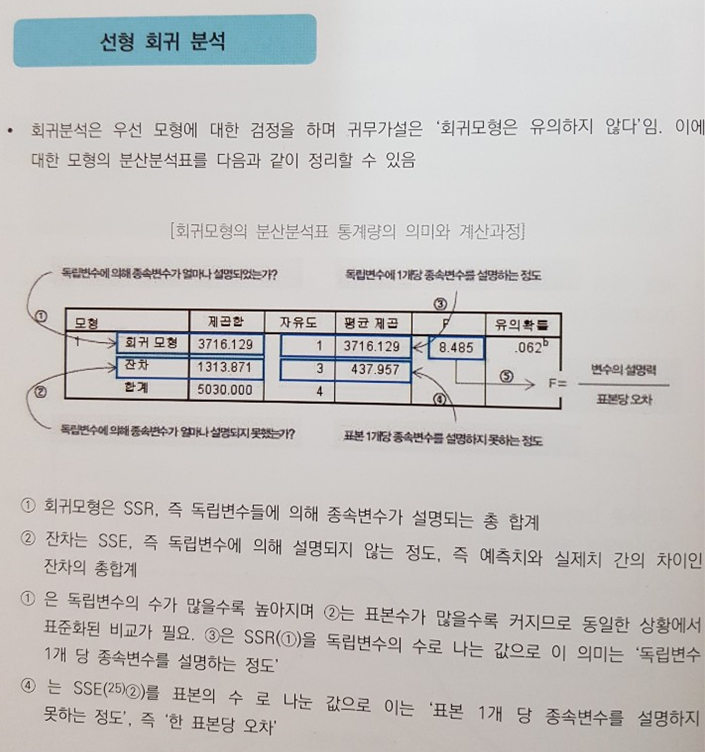 선형 회귀 분석
• 회귀분석은 우선 모형에 대한 검정을 하며 귀무가설은 '회귀모형은 유의하지 않다'임. 이에
대한 모형의 분산분석표를 다음과 같이 정리할 수 있음
[회귀모형의 분산분석표 통계량의 의미와 계산과정]
독립변수에 의해 종속변수가 얼마나 설명되었는가?
독립변수에 1개당 종속변수를 설명하는 정도
① ③
모형 제곱합 자유도 평균 제곱 F 유의확률
1 회귀 모형 3716.129 1 3716.129 8.485 .062b
잔차 1313.871 3 437.957
합계 5030.000 4
② ④ ⑤
F= 변수의 설명력
표본당 오차
독립변수에 의해 종속변수가 얼마나 설명되지 못했는가?
표본 1개당 종속변수를 설명하지 못하는 정도
① 회귀모형은 SSR, 즉 독립변수들에 의해 종속변수가 설명되는 총 합계
② 잔차는 SSE, 즉 독립변수에 의해 설명되지 않는 정도, 즉 예측치와 실제치 간의 차이인
잔차의 총합계
① 은 독립변수의 수가 많을수록 높아지며 ②는 표본수가 많을수록 커지므로 동일한 상황에서
표준화된 비교가 필요. ③은 SSR(①)을 독립변수의 수로 나눈 값으로 이 의미는 '독립변수
1개 당 종속변수를 설명하는 정도'
④ 는 SSE(25)②)를 표본의 수 로 나눈 값으로 이는 '표본 1개 당 종속변수를 설명하지
못하는 정도', 즉 '한 표본당 오차'